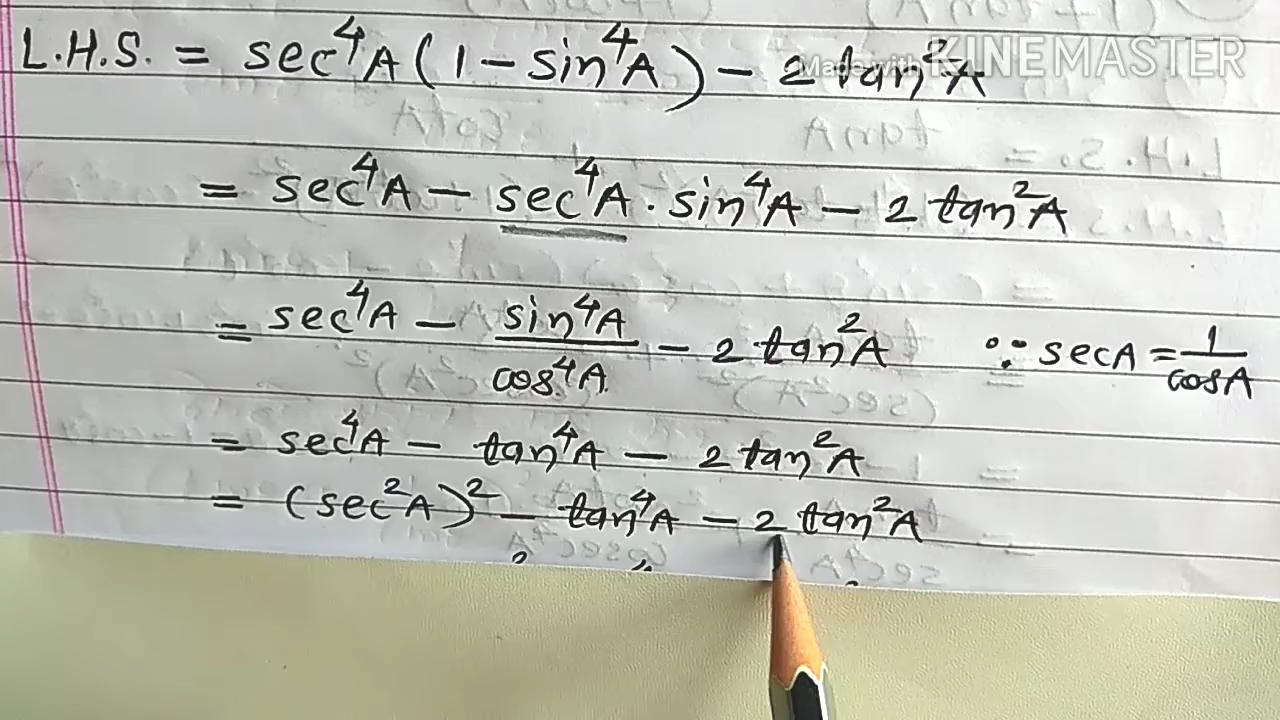 L.H.S. = sec⁴A (1 - sin⁴A) - 2 tan²A
Made with KINEMASTER
= sec⁴A - sec⁴A . sin⁴A - 2 tan²A
= sec⁴A - sin⁴A/cos⁴A - 2 tan²A ∵ secA = 1/cosA
= sec⁴A - tan⁴A - 2 tan²A
= (sec²A)² - tan⁴A - 2 tan²A